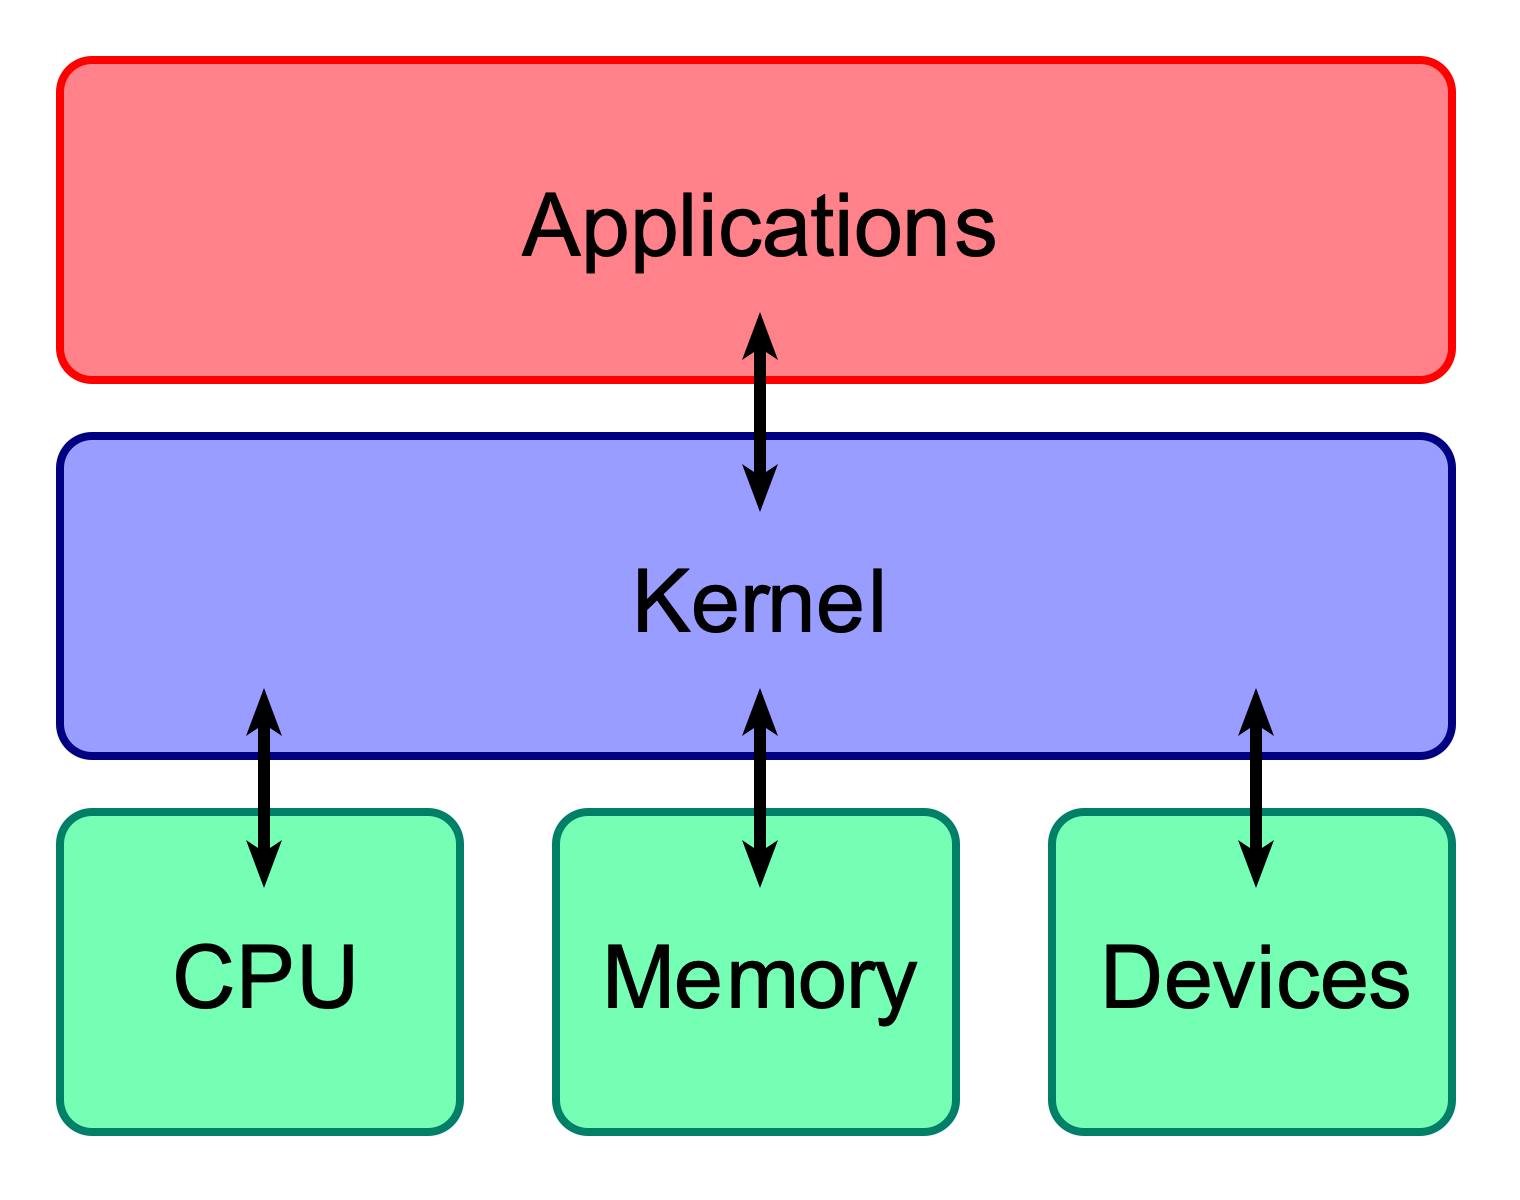 Applications
Kernel
CPU
Memory
Devices